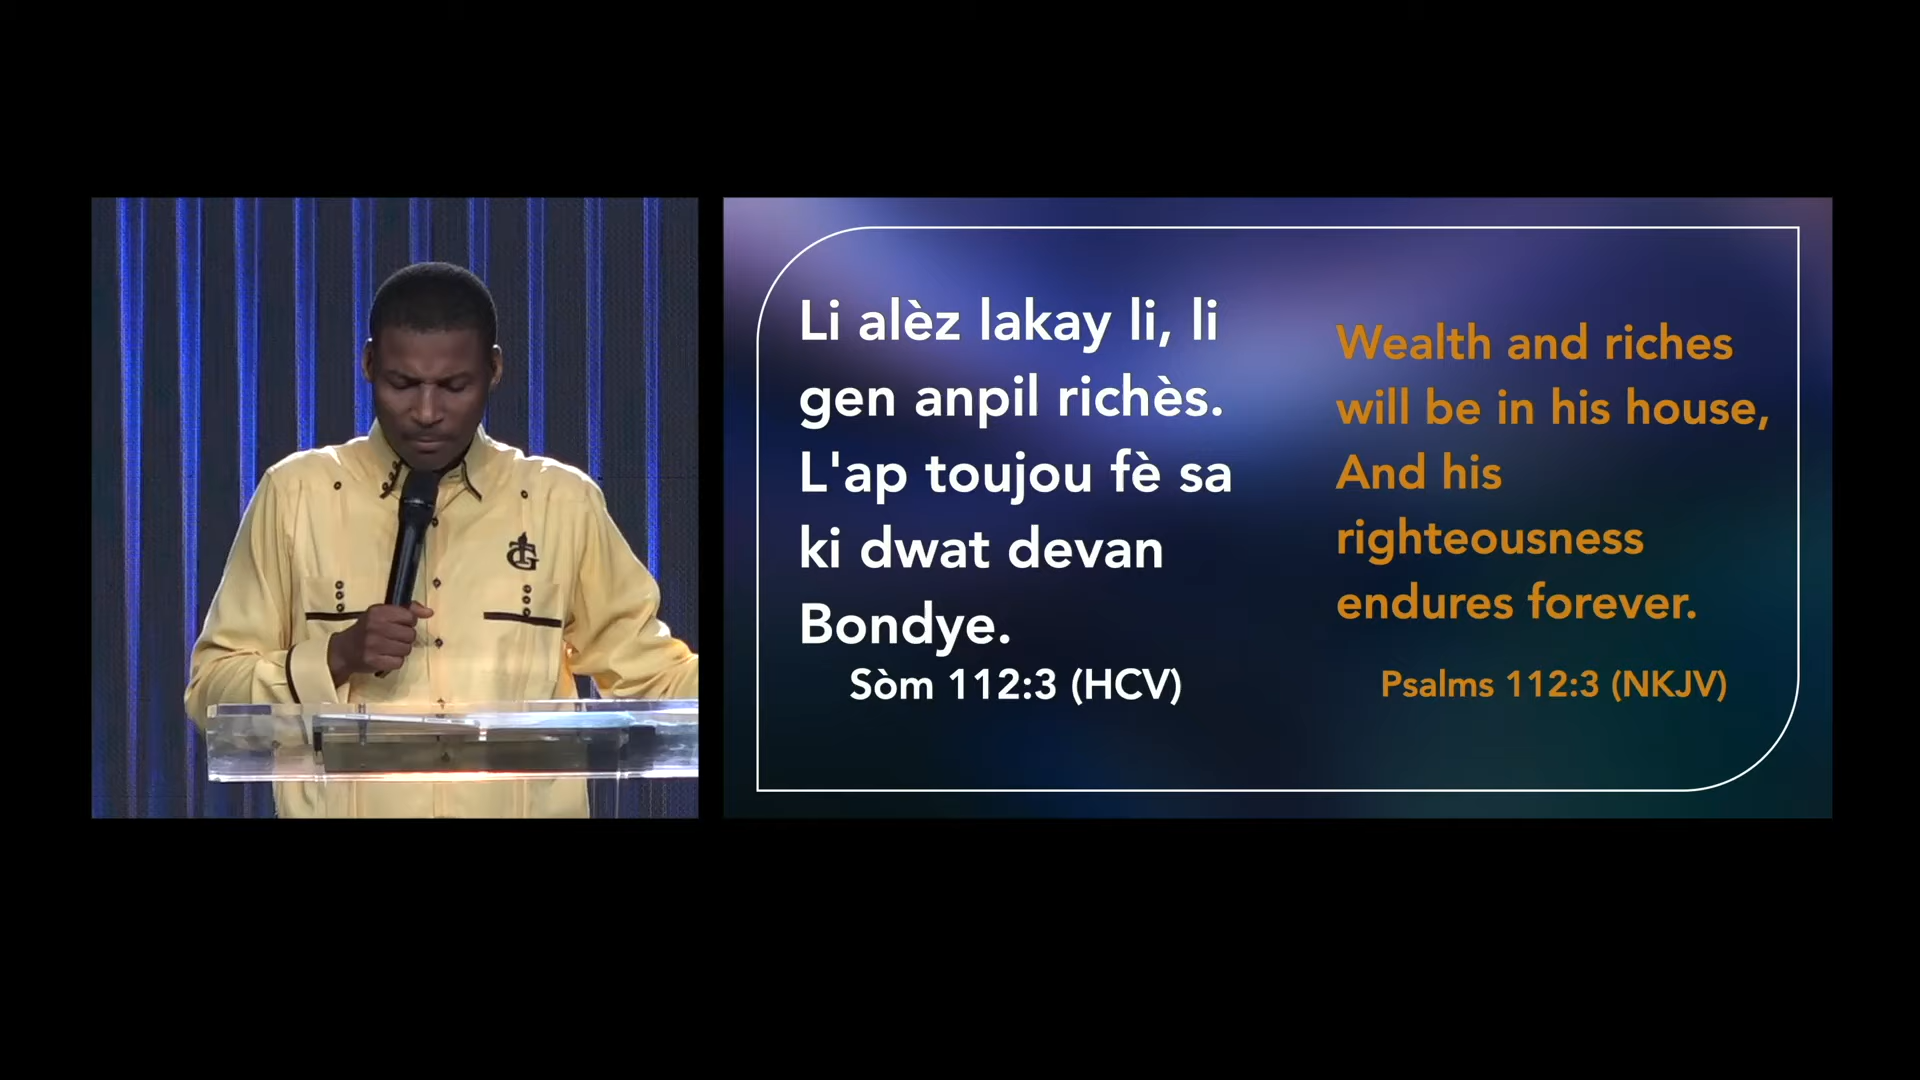 Li alèz lakay li, li
gen anpil richès.
L'ap toujou fè sa
ki dwat devan
Bondye.
Sòm 112:3 (HCV)
Wealth and riches
will be in his house,
And his
righteousness
endures forever.
Psalms 112:3 (NKJV)